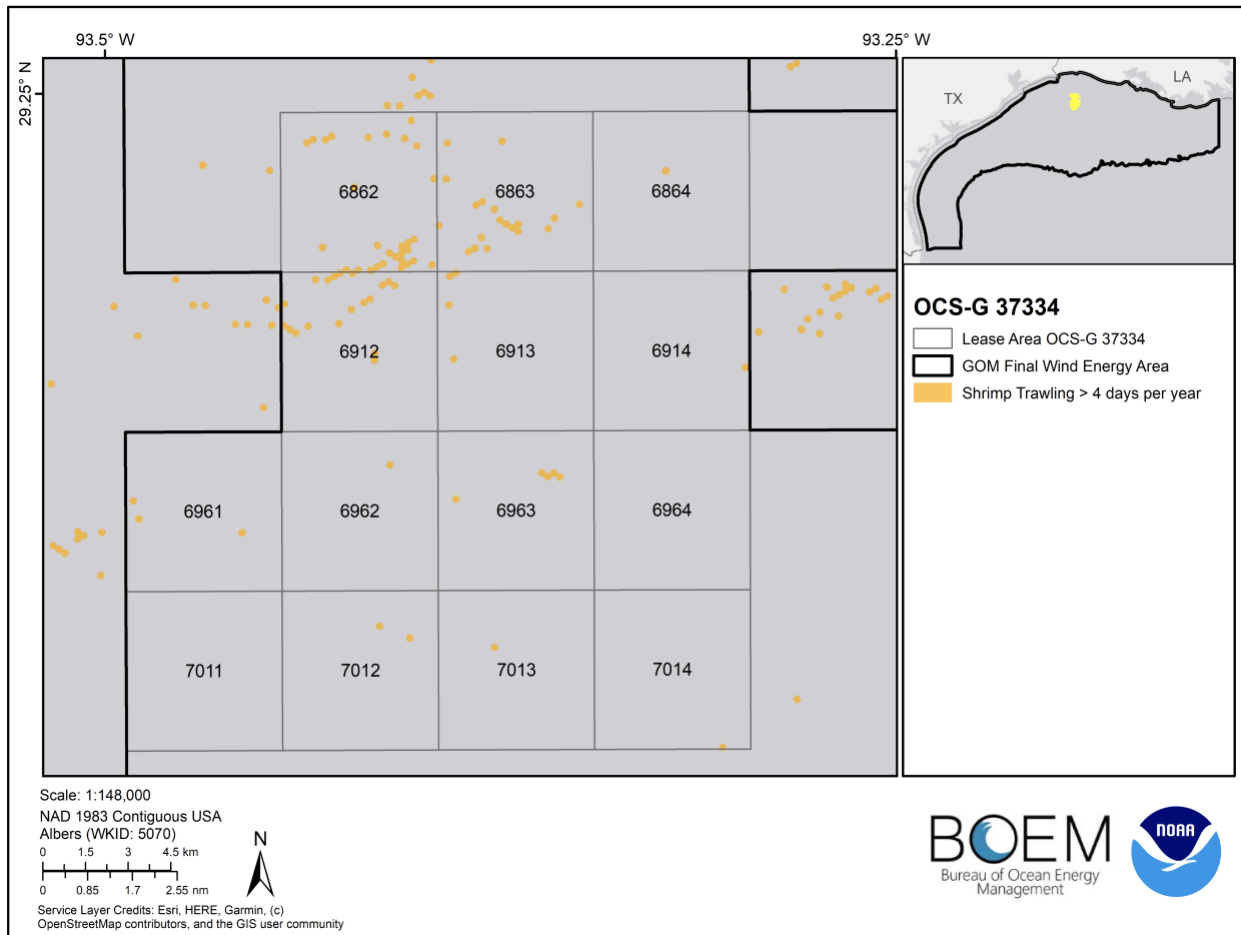 93.5° W
93.25° W
29.25° N
TX
LA
6862
6863
6864
6912
6913
6914
6961
6962
6963
6964
7011
7012
7013
7014
OCS-G 37334
Lease Area OCS-G 37334
GOM Final Wind Energy Area
Shrimp Trawling > 4 days per year
Scale: 1:148,000
NAD 1983 Contiguous USA
Albers (WKID: 5070)
0 1.5 3 4.5 km
0 0.85 1.7 2.55 nm
N
Service Layer Credits: Esri, HERE, Garmin, (c)
OpenStreetMap contributors, and the GIS user community
BOEM
Bureau of Ocean Energy
Management
NOAA